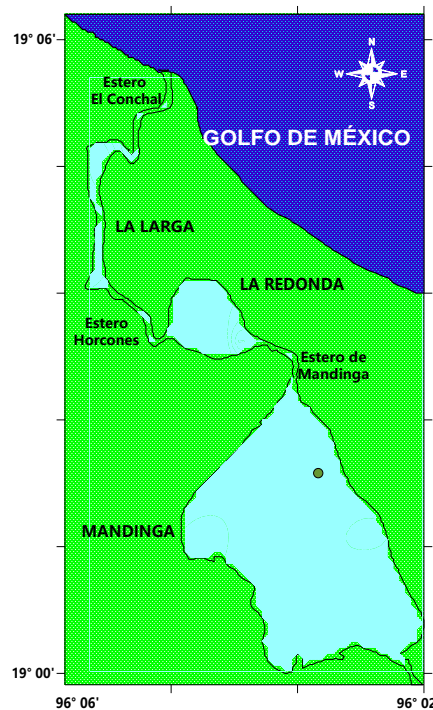 19° 06'
Estero
El Conchal
N
W E
S
GOLFO DE MÉXICO
LA LARGA
LA REDONDA
Estero
Horcones
Estero de
Mandinga
MANDINGA
19° 00'
96° 06' 96° 02